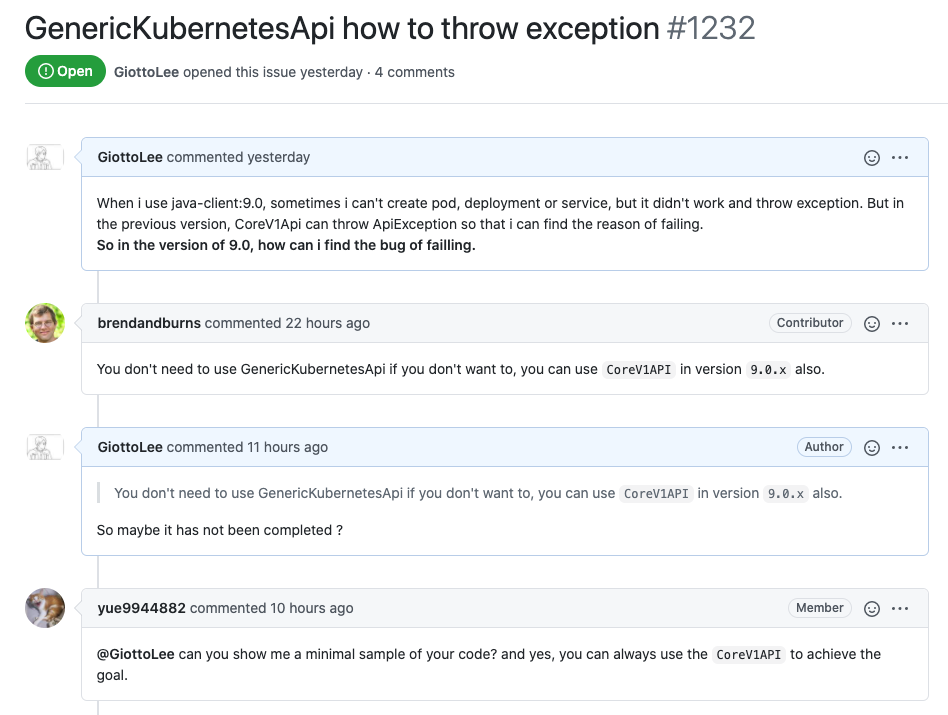 GenericKubernetesApi how to throw exception #1232
Open GiottoLee opened this issue yesterday · 4 comments
GiottoLee commented yesterday
When i use java-client:9.0, sometimes i can't create pod, deployment or service, but it didn't work and throw exception. But in
the previous version, CoreV1Api can throw ApiException so that i can find the reason of failing.
So in the version of 9.0, how can i find the bug of failling.
brendandburns commented 22 hours ago Contributor
You don't need to use GenericKubernetesApi if you don't want to, you can use CoreV1API in version 9.0.x also.
GiottoLee commented 11 hours ago Author
You don't need to use GenericKubernetesApi if you don't want to, you can use CoreV1API in version 9.0.x also.
So maybe it has not been completed ?
yue9944882 commented 10 hours ago Member
@GiottoLee can you show me a minimal sample of your code? and yes, you can always use the CoreV1API to achieve the
goal.